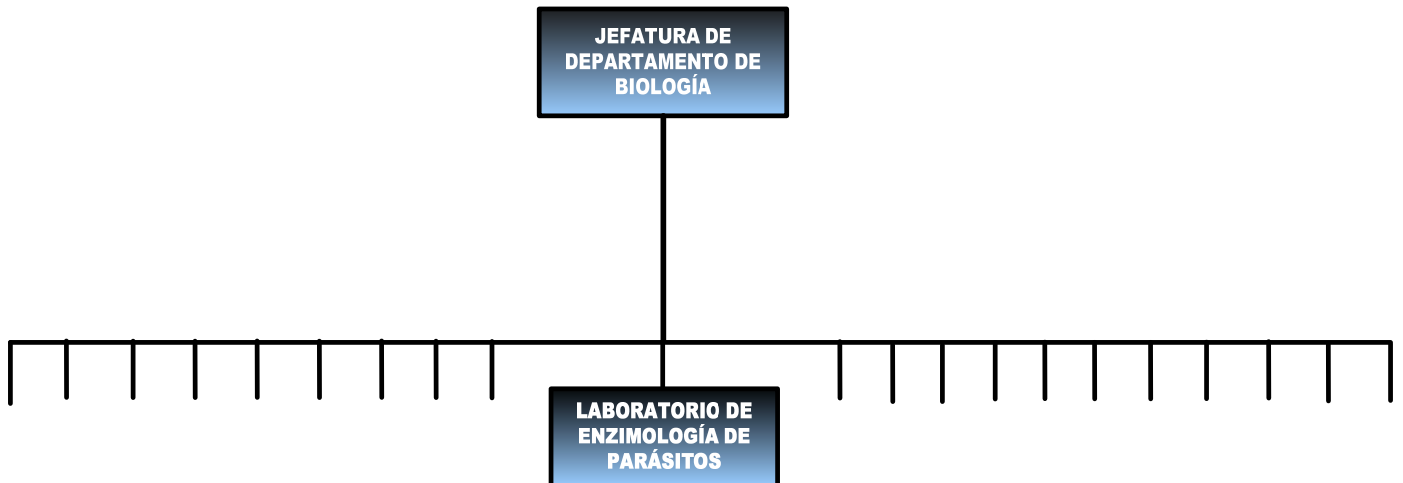 JEFATURA DE
DEPARTAMENTO DE
BIOLOGÍA
LABORATORIO DE
ENZIMOLOGÍA DE
PARÁSITOS